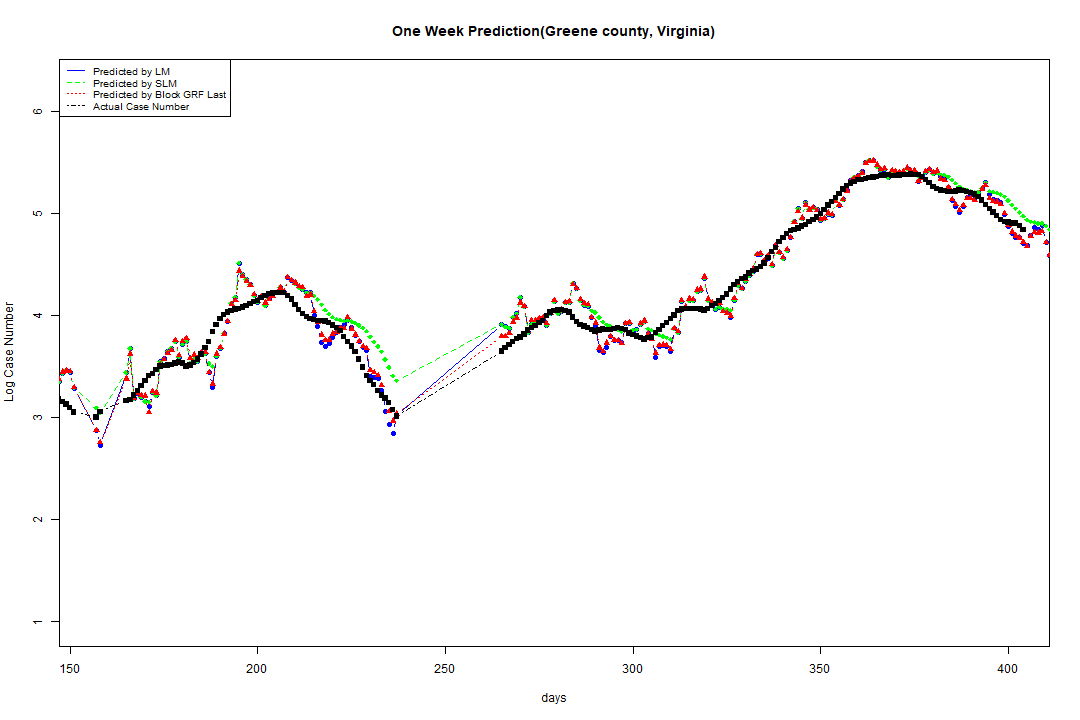 One Week Prediction(Greene county, Virginia)
Predicted by LM
Predicted by SLM
Predicted by Block GRF Last
Actual Case Number
Log Case Number
6
5
4
3
2
1
150 200 250 300 350 400
days